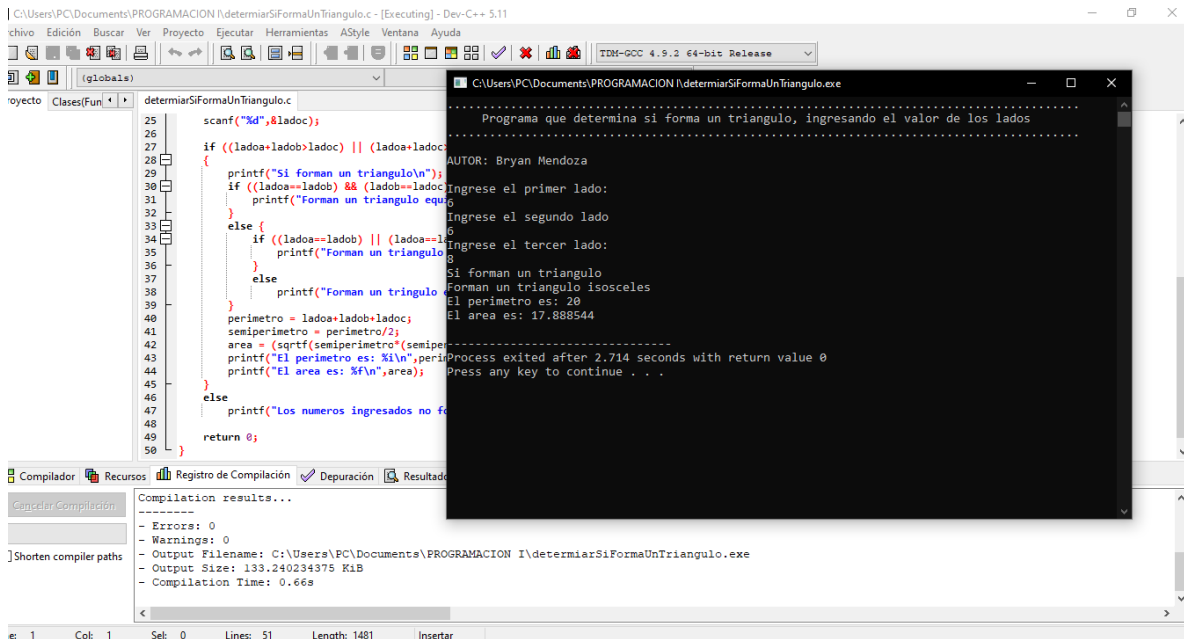 C:\Users\PC\Documents\PROGRAMACION I\determiarSiFormaUnTriangulo.c - [Executing] - Dev-C++ 5.11
Edición Buscar Ver Proyecto Ejecutar Herramientas AStyle Ventana Ayuda
TDM-GCC 4.9.2 64-bit Release
(globals)
Clases(Fun
determiarSiFormaUnTriangulo.c
25 scanf("%d",&ladoc);
26
27 if ((ladoa+ladob>ladoc) || (ladoa+ladoc
28 {
29 printf("Si forman un triangulo\n");
30 if ((ladoa==ladob) && (ladob==ladoc)
31 printf("Forman un triangulo equi
32 }
33 else {
34 if ((ladoa==ladob) || (ladoa==la
35 printf("Forman un triangulo
36 }
37 else
38 printf("Forman un tringulo
39 }
40 perimetro = ladoa+ladob+ladoc;
41 semiperimetro = perimetro/2;
42 area = (sqrtf(semiperimetro*(semiper
43 printf("El perimetro es: %i\n",perim
44 printf("El area es: %f\n",area);
45 }
46 else
47 printf("Los numeros ingresados no fo
48
49 return 0;
50 }
C:\Users\PC\Documents\PROGRAMACION I\determiarSiFormaUnTriangulo.exe
Programa que determina si forma un triangulo, ingresando el valor de los lados
AUTOR: Bryan Mendoza
Ingrese el primer lado:
6
Ingrese el segundo lado
6
Ingrese el tercer lado:
8
Si forman un triangulo
Forman un triangulo isosceles
El perimetro es: 20
El area es: 17.888544
--------------------------------
Process exited after 2.714 seconds with return value 0
Press any key to continue . . .
Compilador Recursos Registro de Compilación Depuración Resultado
Cancelar Compilación
Shorten compiler paths
Compilation results...
--------
- Errors: 0
- Warnings: 0
- Output Filename: C:\Users\PC\Documents\PROGRAMACION I\determiarSiFormaUnTriangulo.exe
- Output Size: 133.240234375 KiB
- Compilation Time: 0.66s
1 Col: 1 Sel: 0 Lines: 51 Length: 1481 Insertar